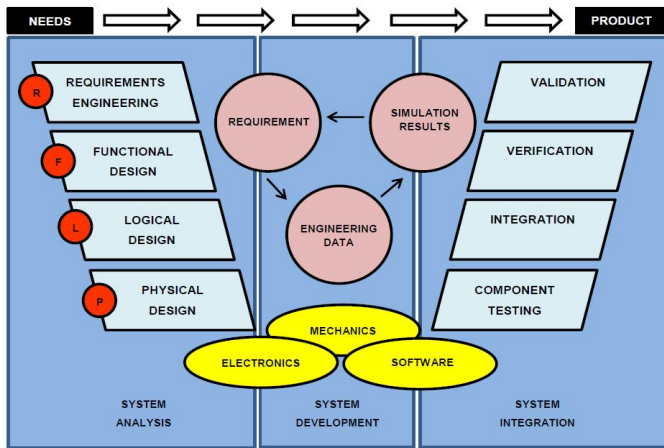 NEEDS
PRODUCT
R
REQUIREMENTS
ENGINEERING
F
FUNCTIONAL
DESIGN
L
LOGICAL
DESIGN
P
PHYSICAL
DESIGN
REQUIREMENT
SIMULATION
RESULTS
ENGINEERING
DATA
VALIDATION
VERIFICATION
INTEGRATION
COMPONENT
TESTING
MECHANICS
ELECTRONICS
SOFTWARE
SYSTEM
ANALYSIS
SYSTEM
DEVELOPMENT
SYSTEM
INTEGRATION